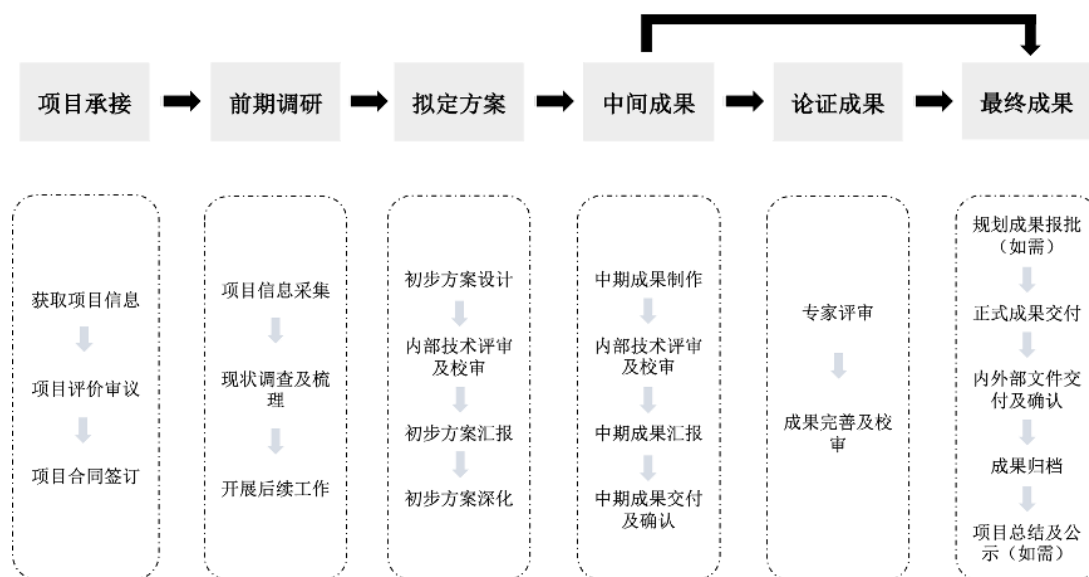 项目承接
前期调研
拟定方案
中间成果
论证成果
最终成果
获取项目信息
项目评价审议
项目合同签订
项目信息采集
现状调查及梳
理
开展后续工作
初步方案设计
内部技术评审
及校审
初步方案汇报
初步方案深化
中期成果制作
内部技术评审
及校审
中期成果汇报
中期成果交付
及确认
专家评审
成果完善及校
审
规划成果报批
（如需）
正式成果交付
内外部文件交
付及确认
成果归档
项目总结及公
示（如需）